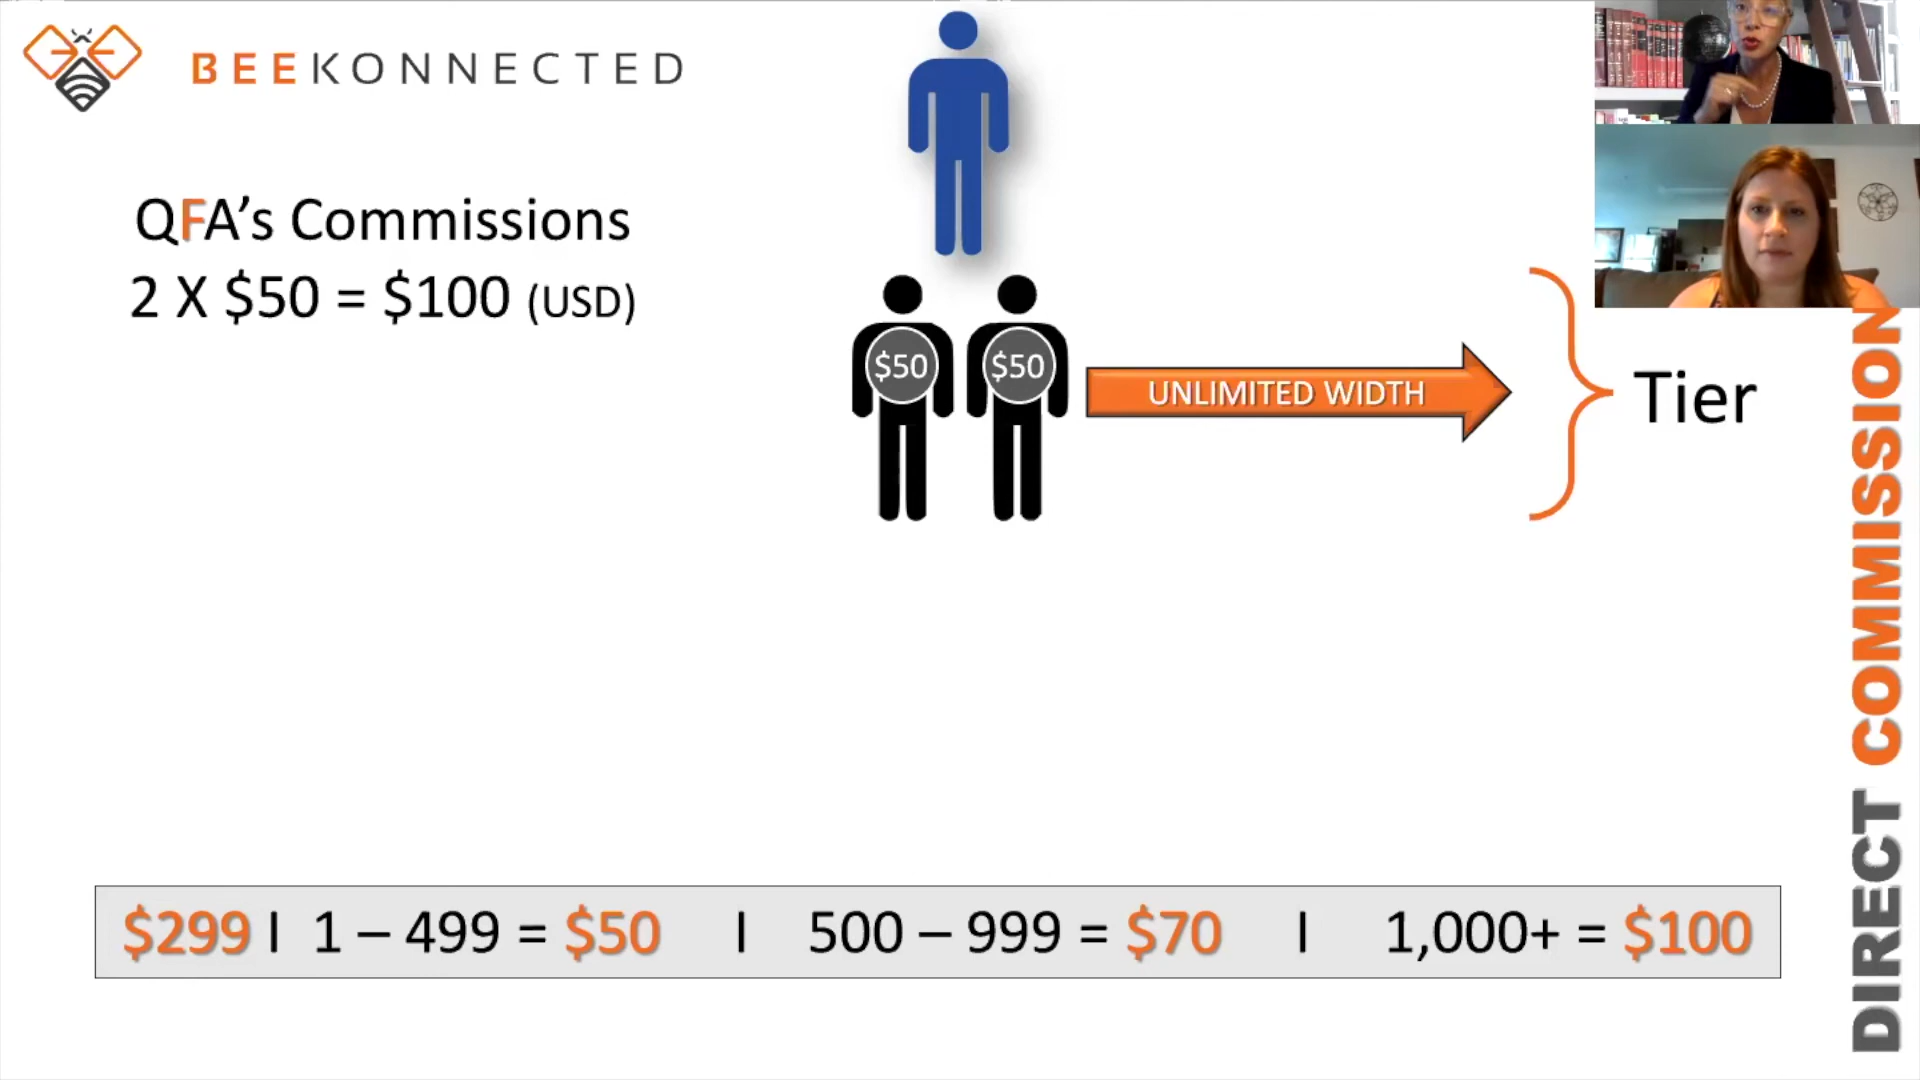 BEEKONNECTED
QFA's Commissions
2 X $50 = $100 (USD)
$50 $50
UNLIMITED WIDTH
Tier
DIRECT COMMISSION
$299 I 1 – 499 = $50 I 500 – 999 = $70 I 1,000+ = $100